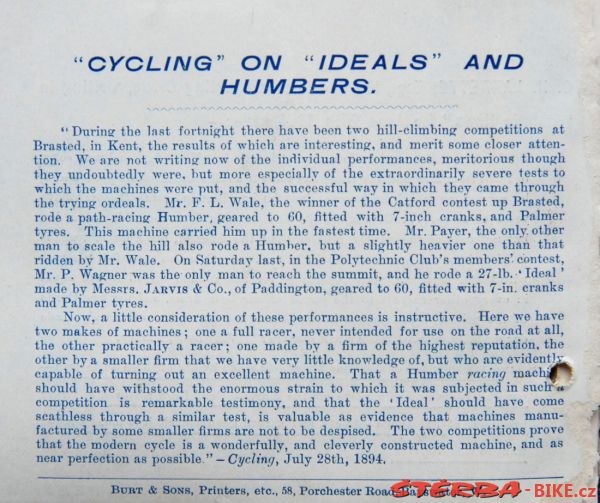 "CYCLING" ON "IDEALS" AND
HUMBERS.
"During the last fortnight there have been two hill-climbing competitions at
Brasted, in Kent, the results of which are interesting, and merit some closer atten-
tion. We are not writing now of the individual performances, meritorious though
they undoubtedly were, but more especially of the extraordinarily severe tests to
which the machines were put, and the successful way in which they came through
the trying ordeals. Mr. F. L. Wale, the winner of the Catford contest up Brasted,
rode a path-racing Humber, geared to 60, fitted with 7-inch cranks, and Palmer
tyres. This machine carried him up in the fastest time. Mr. Payer, the only other
man to scale the hill also rode a Humber, but a slightly heavier one than that
ridden by Mr. Wale. On Saturday last, in the Polytechnic Club's members' contest,
Mr. P. Wagner was the only man to reach the summit, and he rode a 27-lb. 'Ideal'
made by Messrs. JARVIS & Co., of Paddington, geared to 60, fitted with 7-in. cranks
and Palmer tyres.
Now, a little consideration of these performances is instructive. Here we have
two makes of machines; one a full racer, never intended for use on the road at all,
the other practically a racer; one made by a firm of the highest reputation, the
other by a smaller firm that we have very little knowledge of, but who are evidently
capable of turning out an excellent machine. That a Humber racing machine
should have withstood the enormous strain to which it was subjected in such a
competition is remarkable testimony, and that the 'Ideal' should have come
scathless through a similar test, is valuable as evidence that machines manu-
factured by some smaller firms are not to be despised. The two competitions prove
that the modern cycle is a wonderfully, and cleverly constructed machine, and as
near perfection as possible."—Cycling, July 28th, 1894.
BURT & SONS, Printers, etc., 58, Porchester Road,
STERBA-BIKE.cz